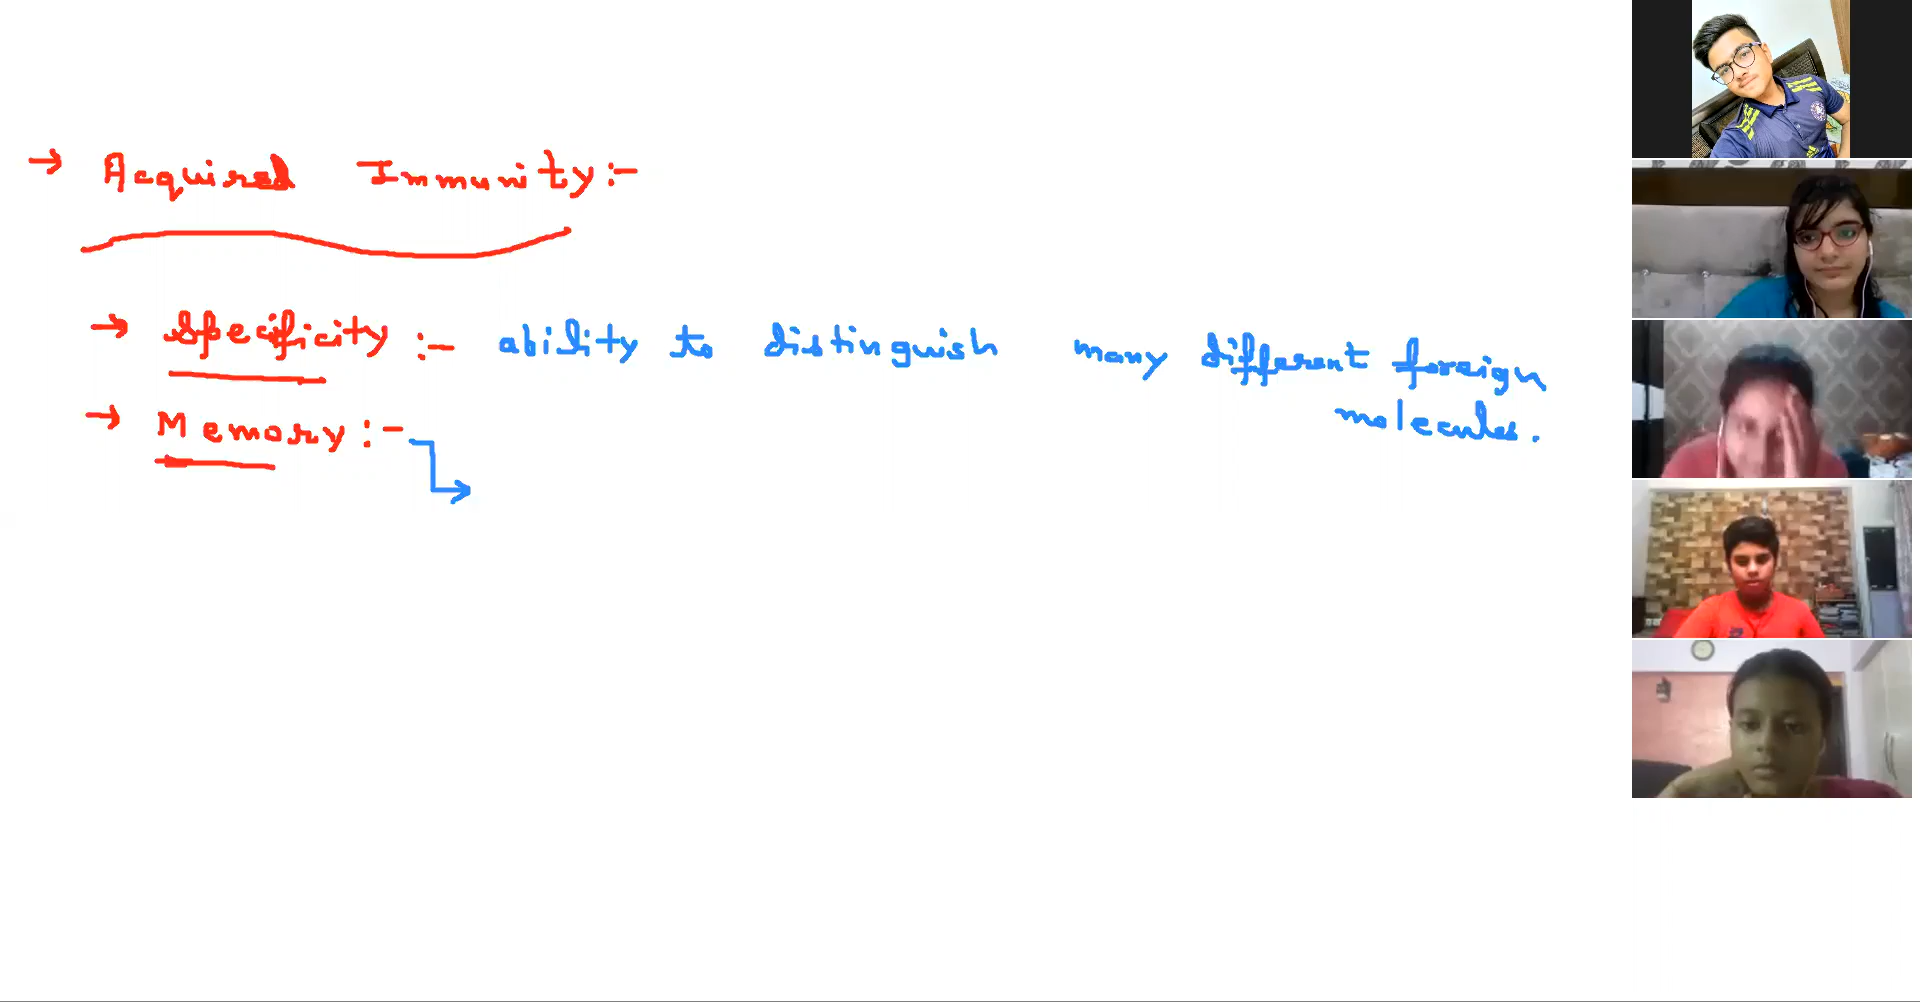 → Acquired Immunity:-
→ Specificity :- ability to distinguish many different foreign
molecules.
→ Memory :-